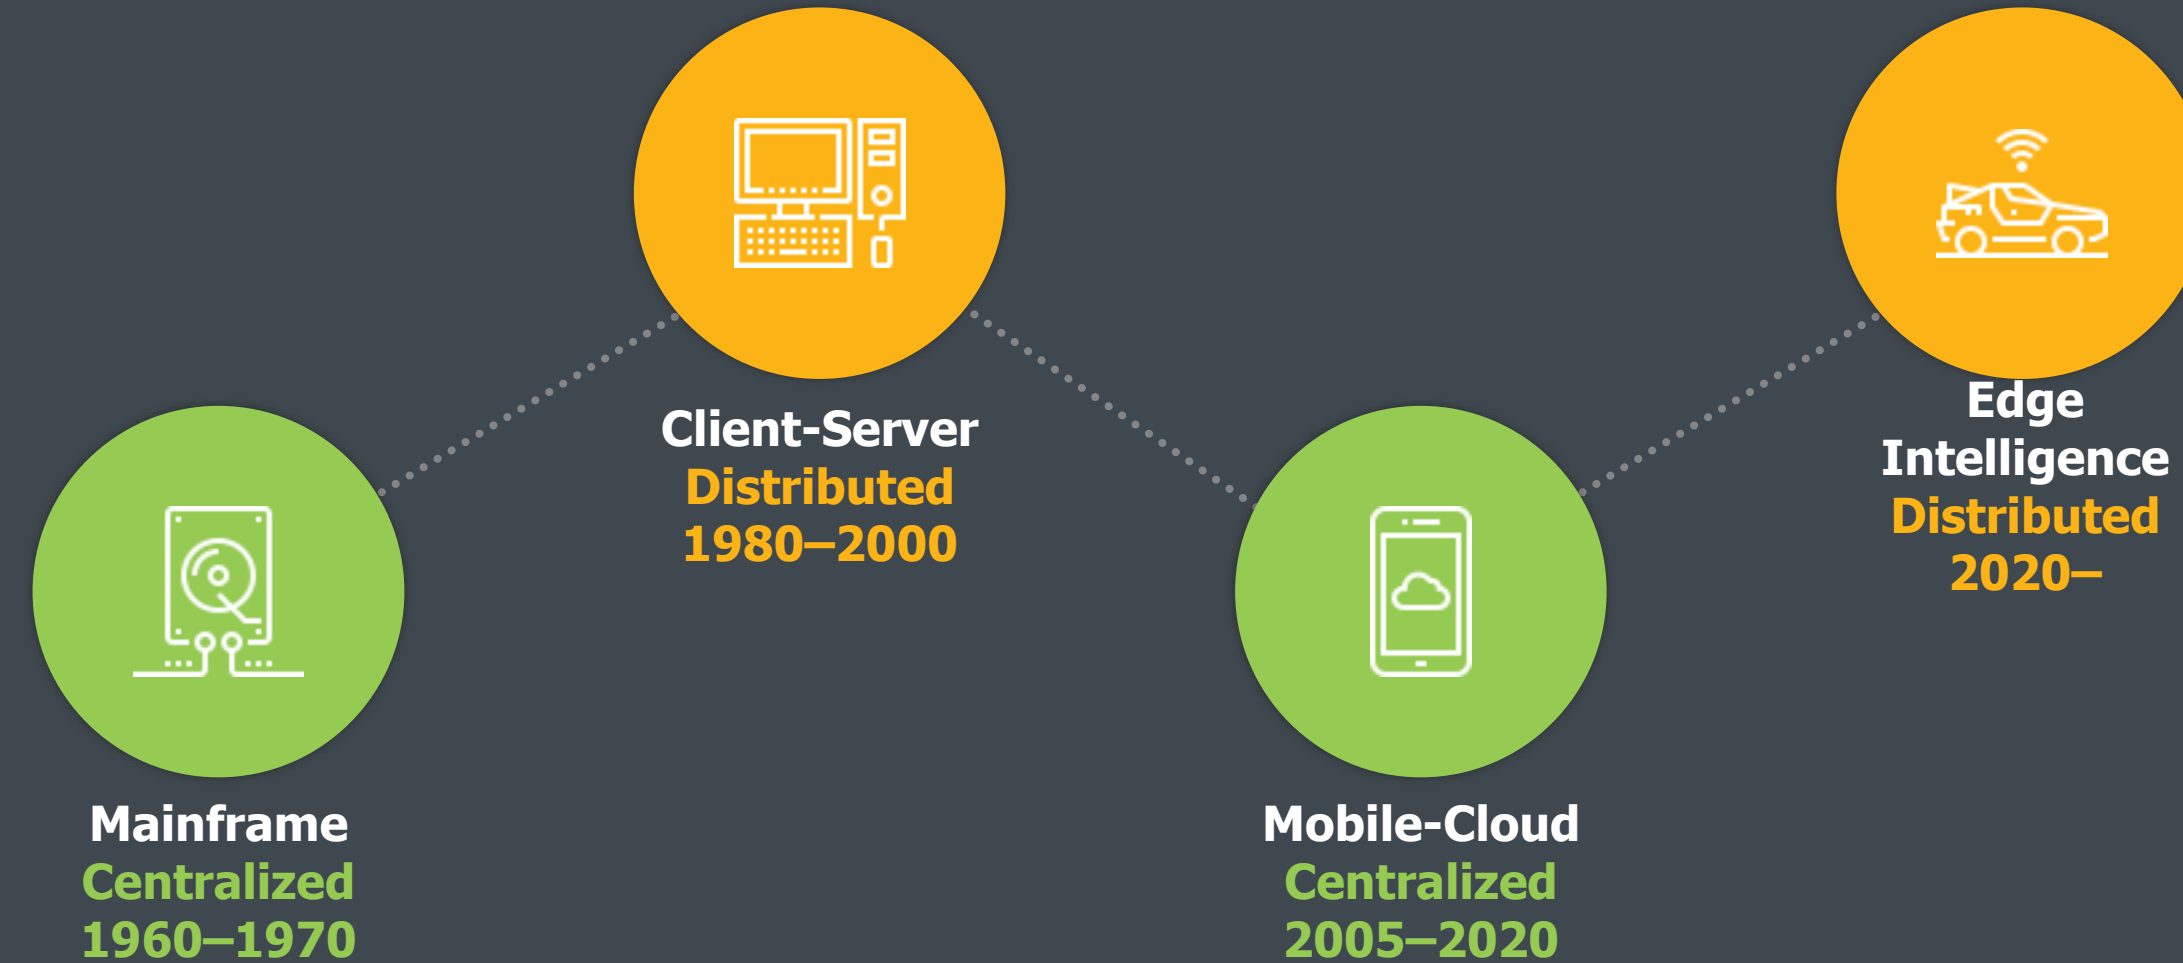 Mainframe
Centralized
1960–1970
Client-Server
Distributed
1980–2000
Mobile-Cloud
Centralized
2005–2020
Edge
Intelligence
Distributed
2020–